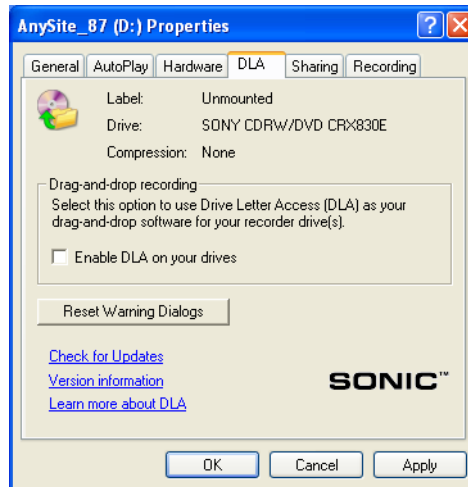 AnySite_87 (D:) Properties
General AutoPlay Hardware DLA Sharing Recording
Label: Unmounted
Drive: SONY CDRW/DVD CRX830E
Compression: None
Drag-and-drop recording
Select this option to use Drive Letter Access (DLA) as your
drag-and-drop software for your recorder drive(s).
Enable DLA on your drives
Reset Warning Dialogs
Check for Updates
Version information
SONIC™
Learn more about DLA
OK Cancel Apply